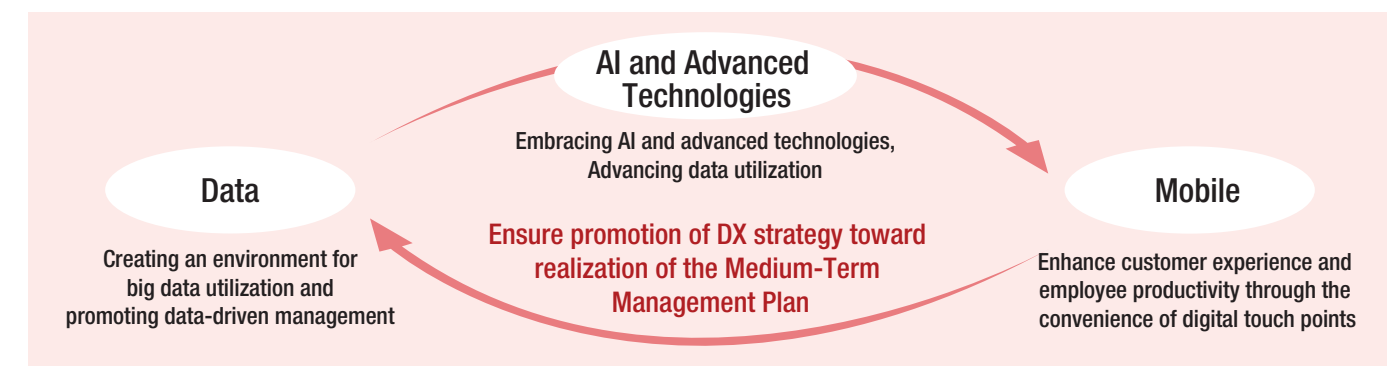 AI and Advanced
Technologies
Embracing AI and advanced technologies,
Advancing data utilization
Data
Creating an environment for
big data utilization and
promoting data-driven management
Ensure promotion of DX strategy toward
realization of the Medium-Term
Management Plan
Mobile
Enhance customer experience and
employee productivity through the
convenience of digital touch points